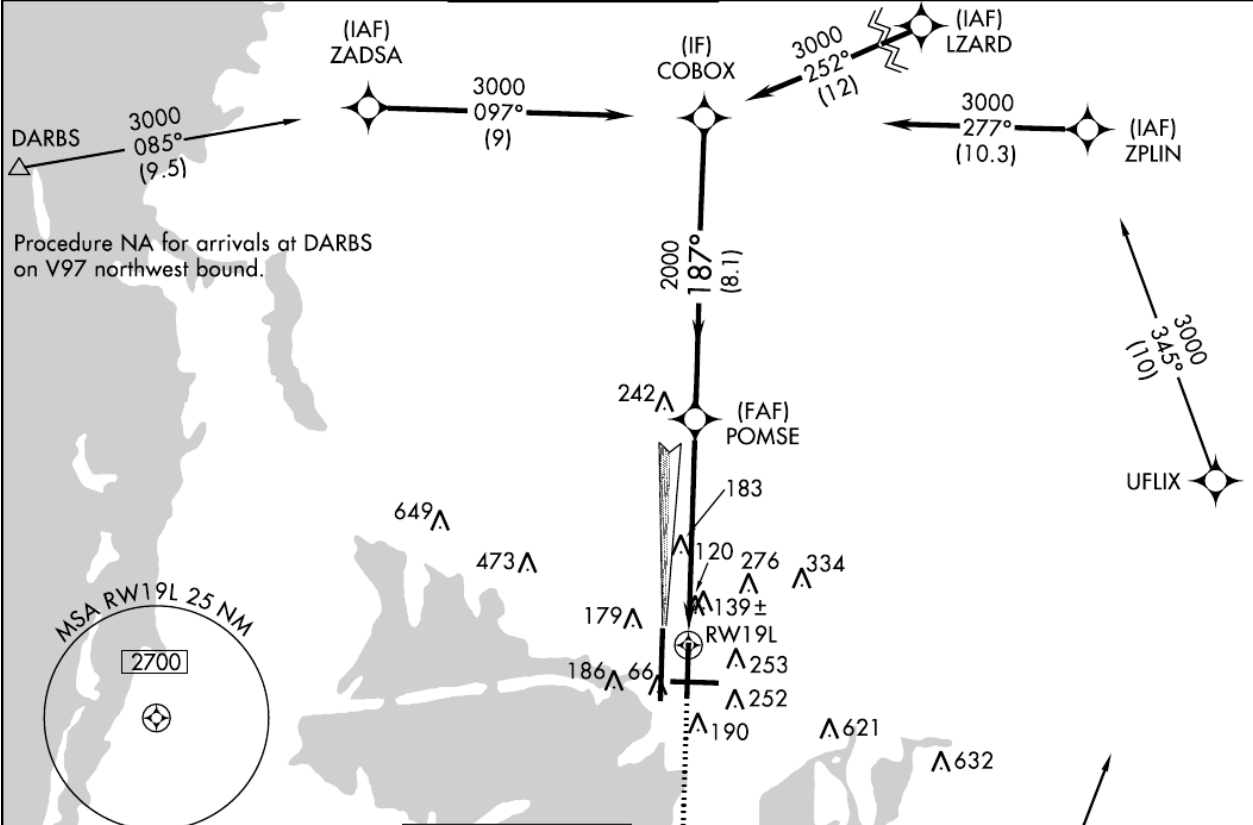 (IAF)
ZADSA
(IF)
COBOX
(IAF)
LZARD
3000
252°
(12)
3000
097°
(9)
3000
277°
(10.3)
(IAF)
ZPLIN
DARBS
3000
085°
(9.5)
Procedure NA for arrivals at DARBS
on V97 northwest bound.
2000
187°
(8.1)
3000
345°
(10)
242
(FAF)
POMSE
UFLIX
183
649
473
120
276
334
139±
179
RW19L
MSA RW19L 25 NM
2700
186
66
253
252
190
621
632